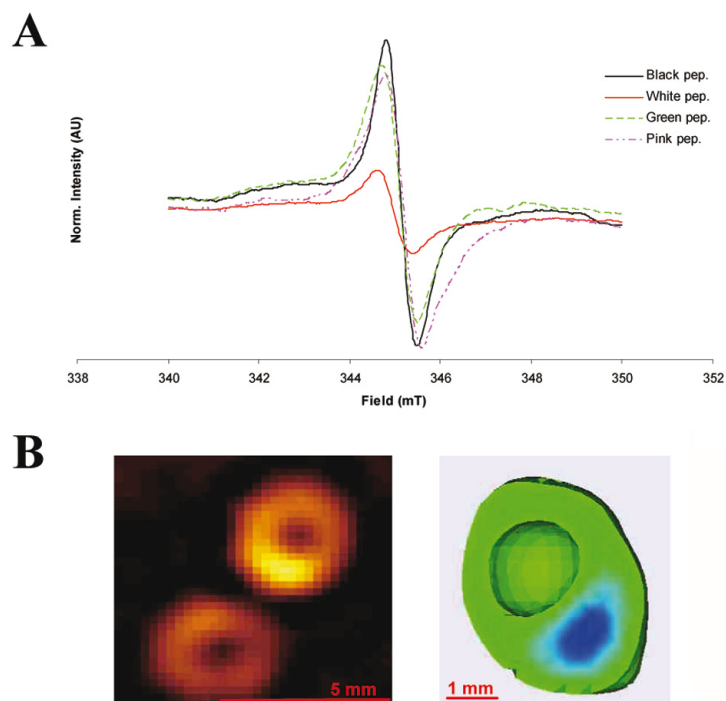 A
Norm. Intensity (AU)
Black pep.
White pep.
Green pep.
Pink pep.
338 340 342 344 346 348 350 352
Field (mT)
B
5 mm
1 mm